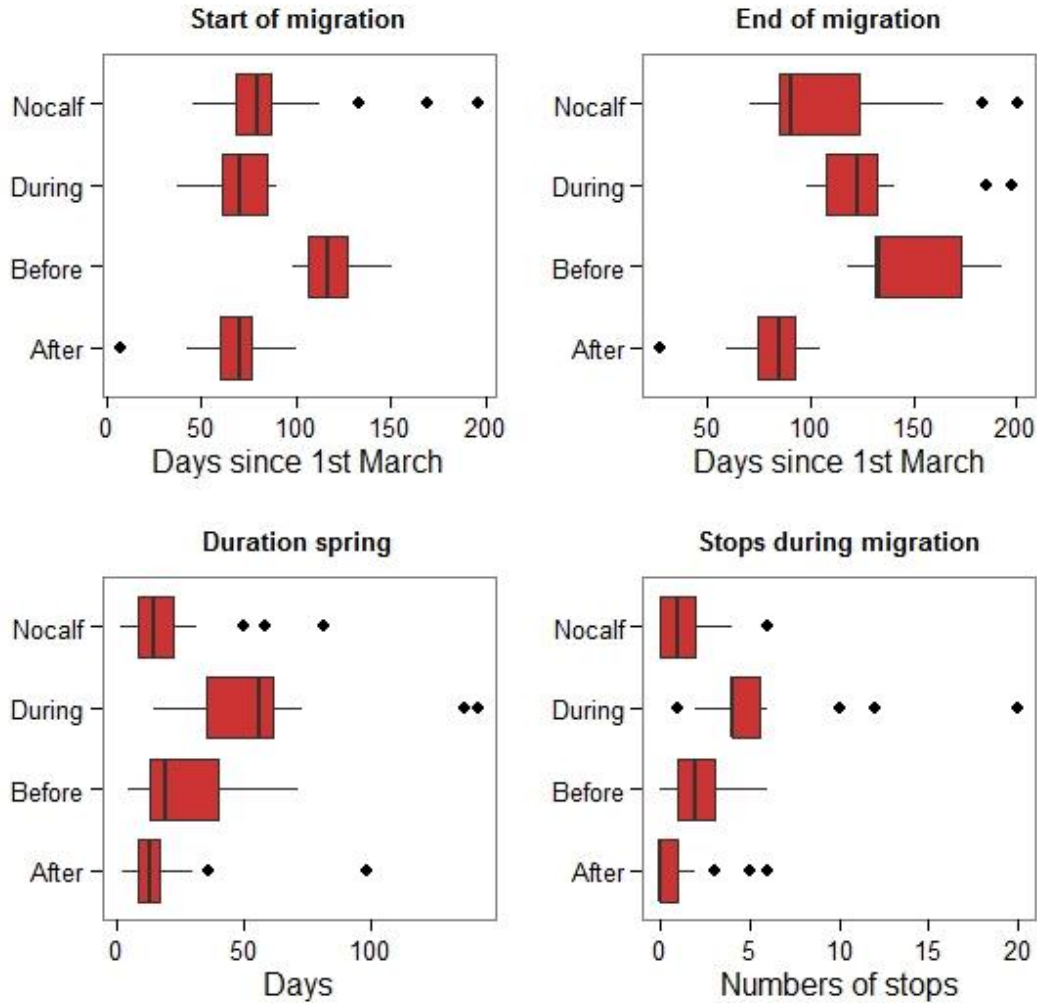 Start of migration
Nocalf
During
Before
After
0 50 100 150 200
Days since 1st March
End of migration
Nocalf
During
Before
After
50 100 150 200
Days since 1st March
Duration spring
Nocalf
During
Before
After
0 50 100
Days
Stops during migration
Nocalf
During
Before
After
0 5 10 15 20
Numbers of stops